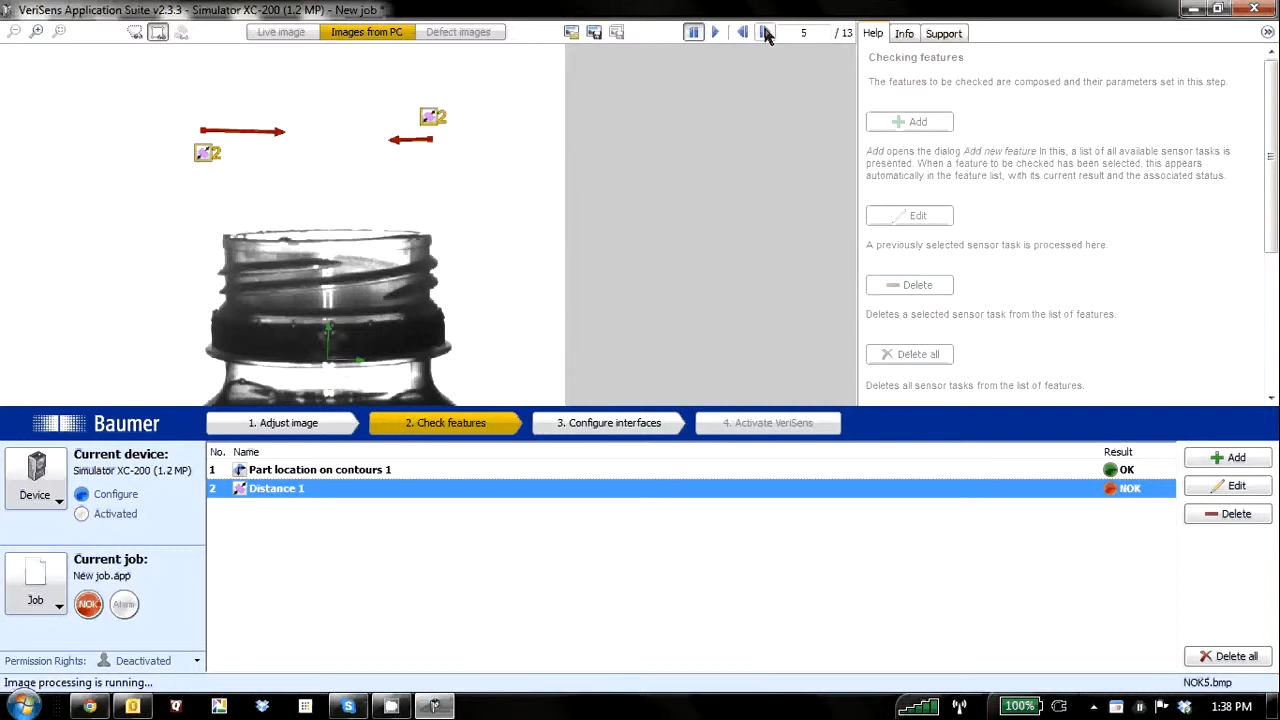 VeriSens Application Suite v2.3.3 - Simulator XC-200 (1.2 MP) - New job *
Live image
Images from PC
Defect images
5
/ 13
Help
Info
Support
2
2
Checking features
The features to be checked are composed and their parameters set in this step.
Add
Add opens the dialog Add new feature In this, a list of all available sensor tasks is
presented. When a feature to be checked has been selected, this appears
automatically in the feature list, with its current result and the associated status.
Edit
A previously selected sensor task is processed here.
Delete
Deletes a selected sensor task from the list of features.
Delete all
Deletes all sensor tasks from the list of features.
Baumer
1. Adjust image
2. Check features
3. Configure interfaces
4. Activate VeriSens
Current device:
Simulator XC-200 (1.2 MP)
Device
Configure
Activated
Current job:
New job.app
Job
NOK
Alarm
Permission Rights:
Deactivated
No.
Name
Result
1
Part location on contours 1
OK
2
Distance 1
NOK
Add
Edit
Delete
Delete all
Image processing is running...
NOK5.bmp
100%
1:38 PM